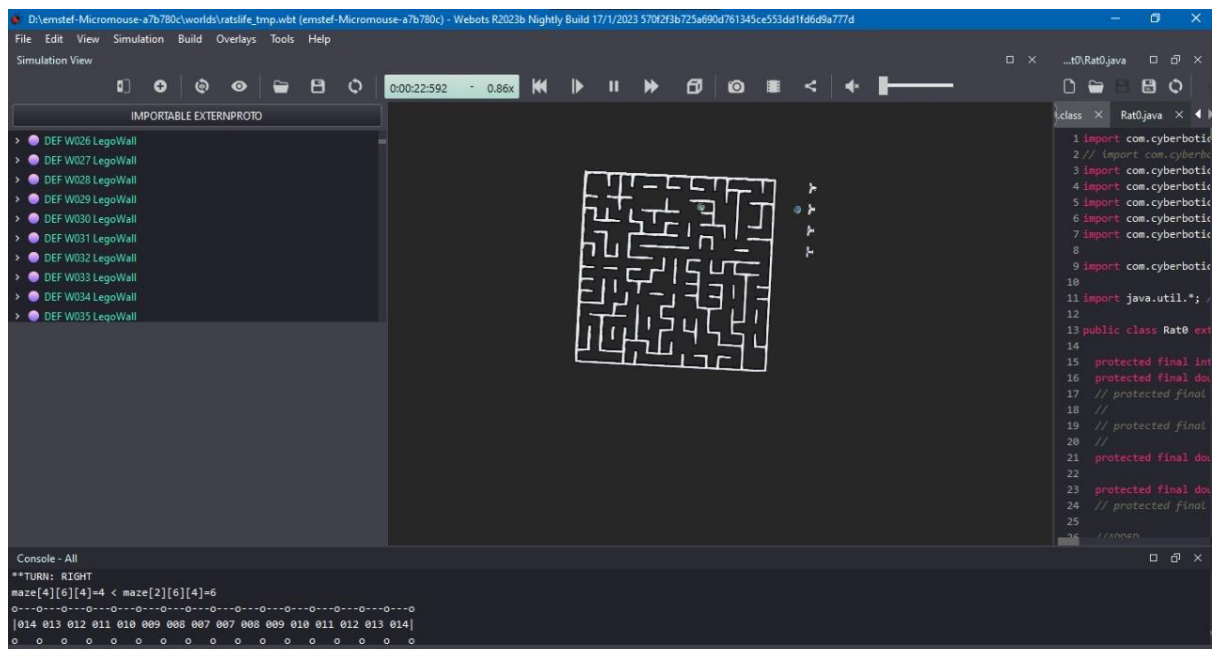 D:\emstef-Micromouse-a7b780c\worlds\ratslife_tmp.wbt (emstef-Micromouse-a7b780c) - Webots R2023b Nightly Build 17/1/2023 570f2f3b725a690d761345ce553dd1fd6d9a777d
File Edit View Simulation Build Overlays Tools Help
Simulation View
...t0\Rat0.java
0:00:22:592 - 0.86x
IMPORTABLE EXTERNPROTO
.class Rat0.java
> DEF W026 LegoWall
> DEF W027 LegoWall
> DEF W028 LegoWall
> DEF W029 LegoWall
> DEF W030 LegoWall
> DEF W031 LegoWall
> DEF W032 LegoWall
> DEF W033 LegoWall
> DEF W034 LegoWall
> DEF W035 LegoWall
1 import com.cyberbotic
2 // import com.cyberbo
3 import com.cyberbotic
4 import com.cyberbotic
5 import com.cyberbotic
6 import com.cyberbotic
7 import com.cyberbotic
8
9 import com.cyberbotic
10
11 import java.util.*; /
12
13 public class Rat0 ext
14
15 protected final int
16 protected final dou
17 // protected final
18 //
19 // protected final
20 //
21 protected final dou
22
23 protected final dou
24 // protected final
25
26 //ADDED
Console - All
**TURN: RIGHT
maze[4][6][4]=4 < maze[2][6][4]=6
o---o---o---o---o---o---o---o---o---o---o---o---o---o---o---o---o
|014 013 012 011 010 009 008 007 007 008 009 010 011 012 013 014|
o o o o o o o o o o o o o o o o o